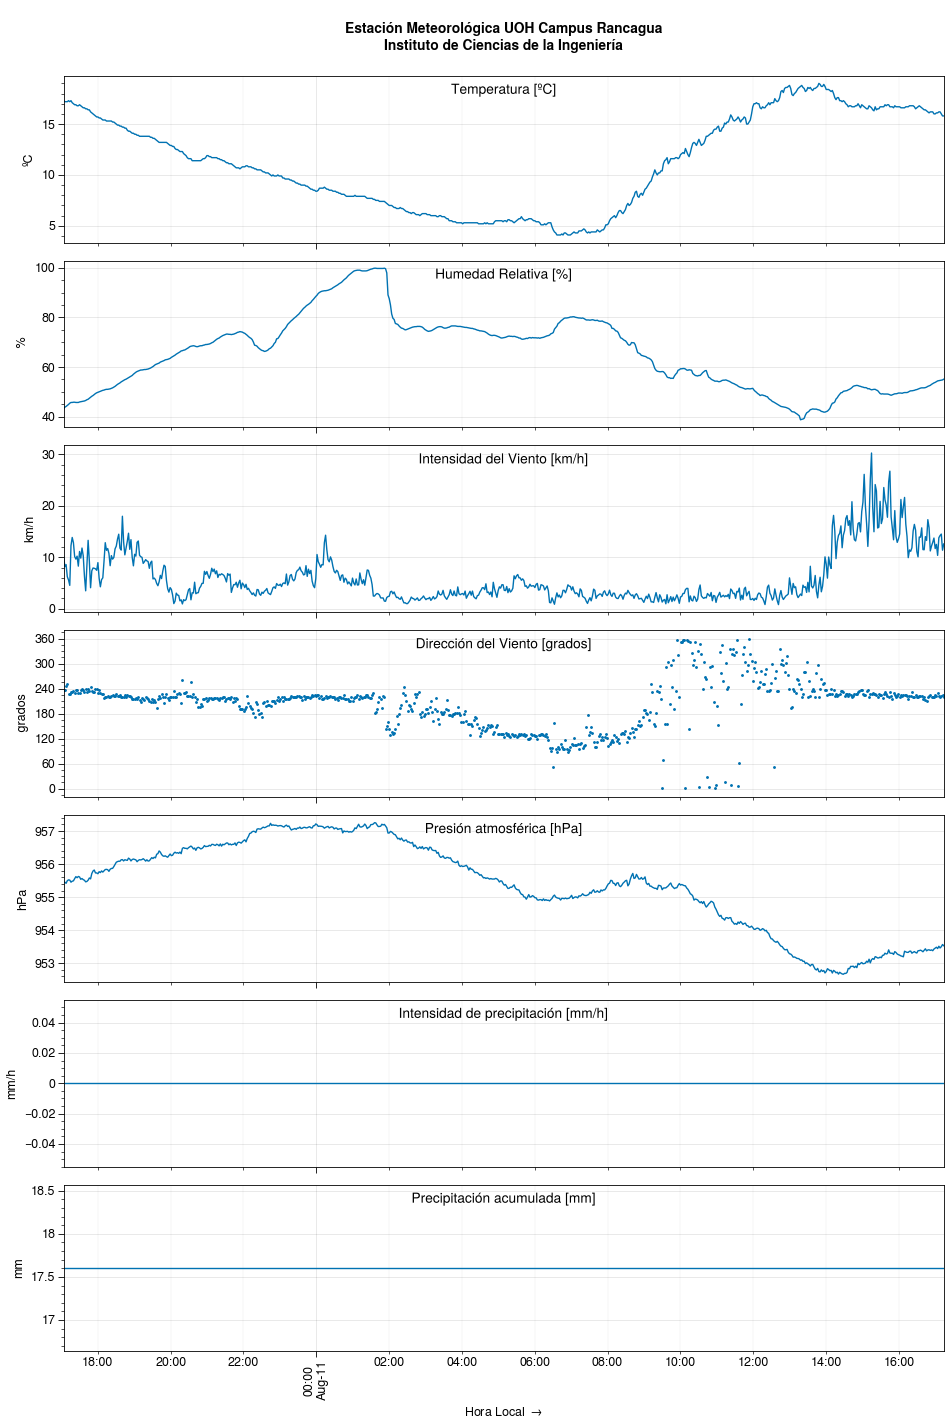 Estación Meteorológica UOH Campus Rancagua
Instituto de Ciencias de la Ingeniería
Temperatura [ºC]
ºC
15
10
5
Humedad Relativa [%]
%
100
80
60
40
Intensidad del Viento [km/h]
km/h
30
20
10
0
Dirección del Viento [grados]
grados
360
300
240
180
120
60
0
Presión atmosférica [hPa]
hPa
957
956
955
954
953
Intensidad de precipitación [mm/h]
mm/h
0.04
0.02
0
−0.02
−0.04
Precipitación acumulada [mm]
mm
18.5
18
17.5
17
18:00 20:00 22:00 00:00 02:00 04:00 06:00 08:00 10:00 12:00 14:00 16:00
Aug-11
Hora Local →